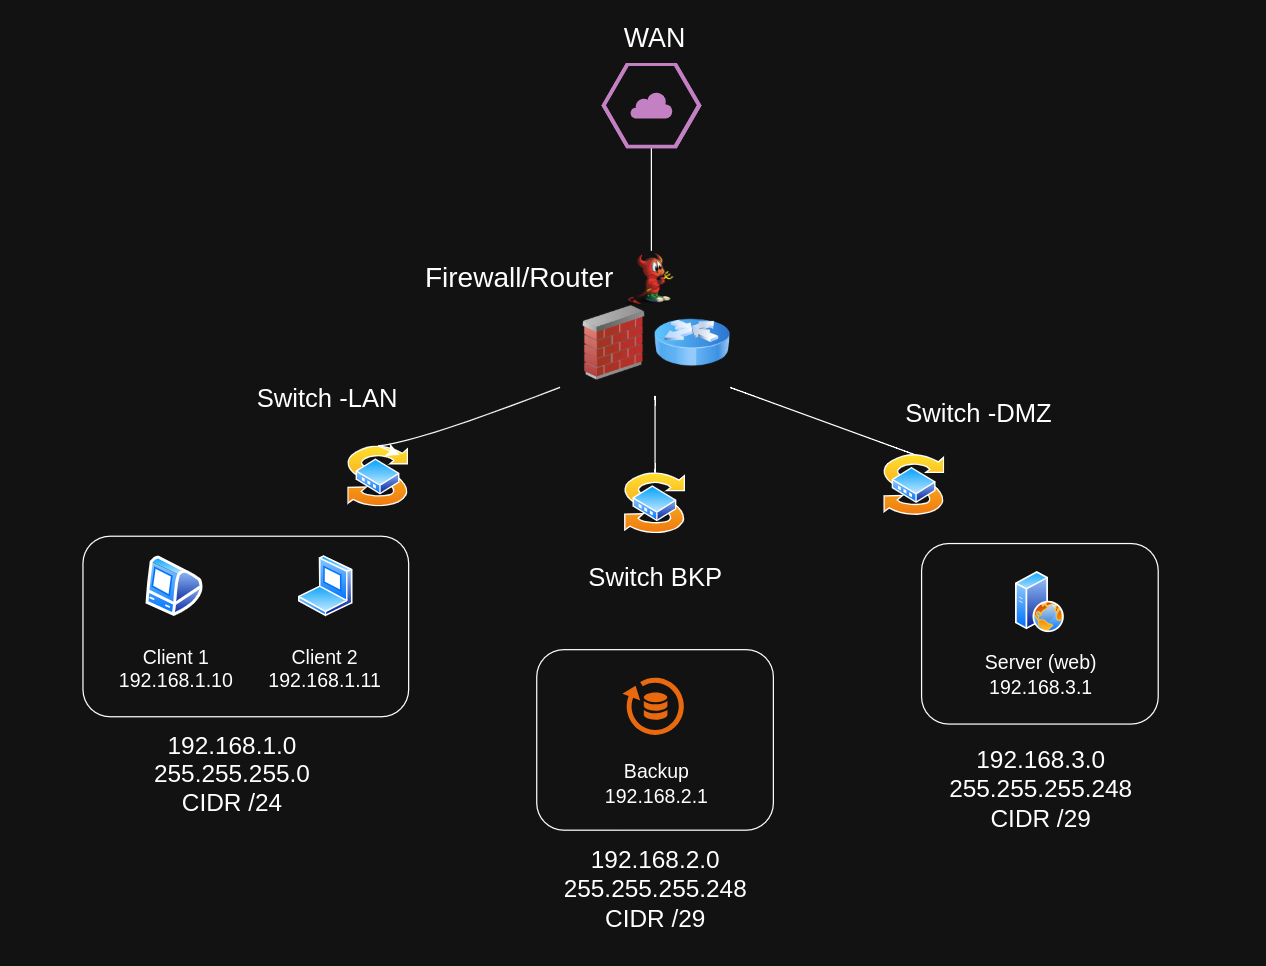 WAN
Firewall/Router
Switch -LAN
Switch -DMZ
Switch BKP
Client 1
192.168.1.10
Client 2
192.168.1.11
192.168.1.0
255.255.255.0
CIDR /24
Backup
192.168.2.1
192.168.2.0
255.255.255.248
CIDR /29
Server (web)
192.168.3.1
192.168.3.0
255.255.255.248
CIDR /29